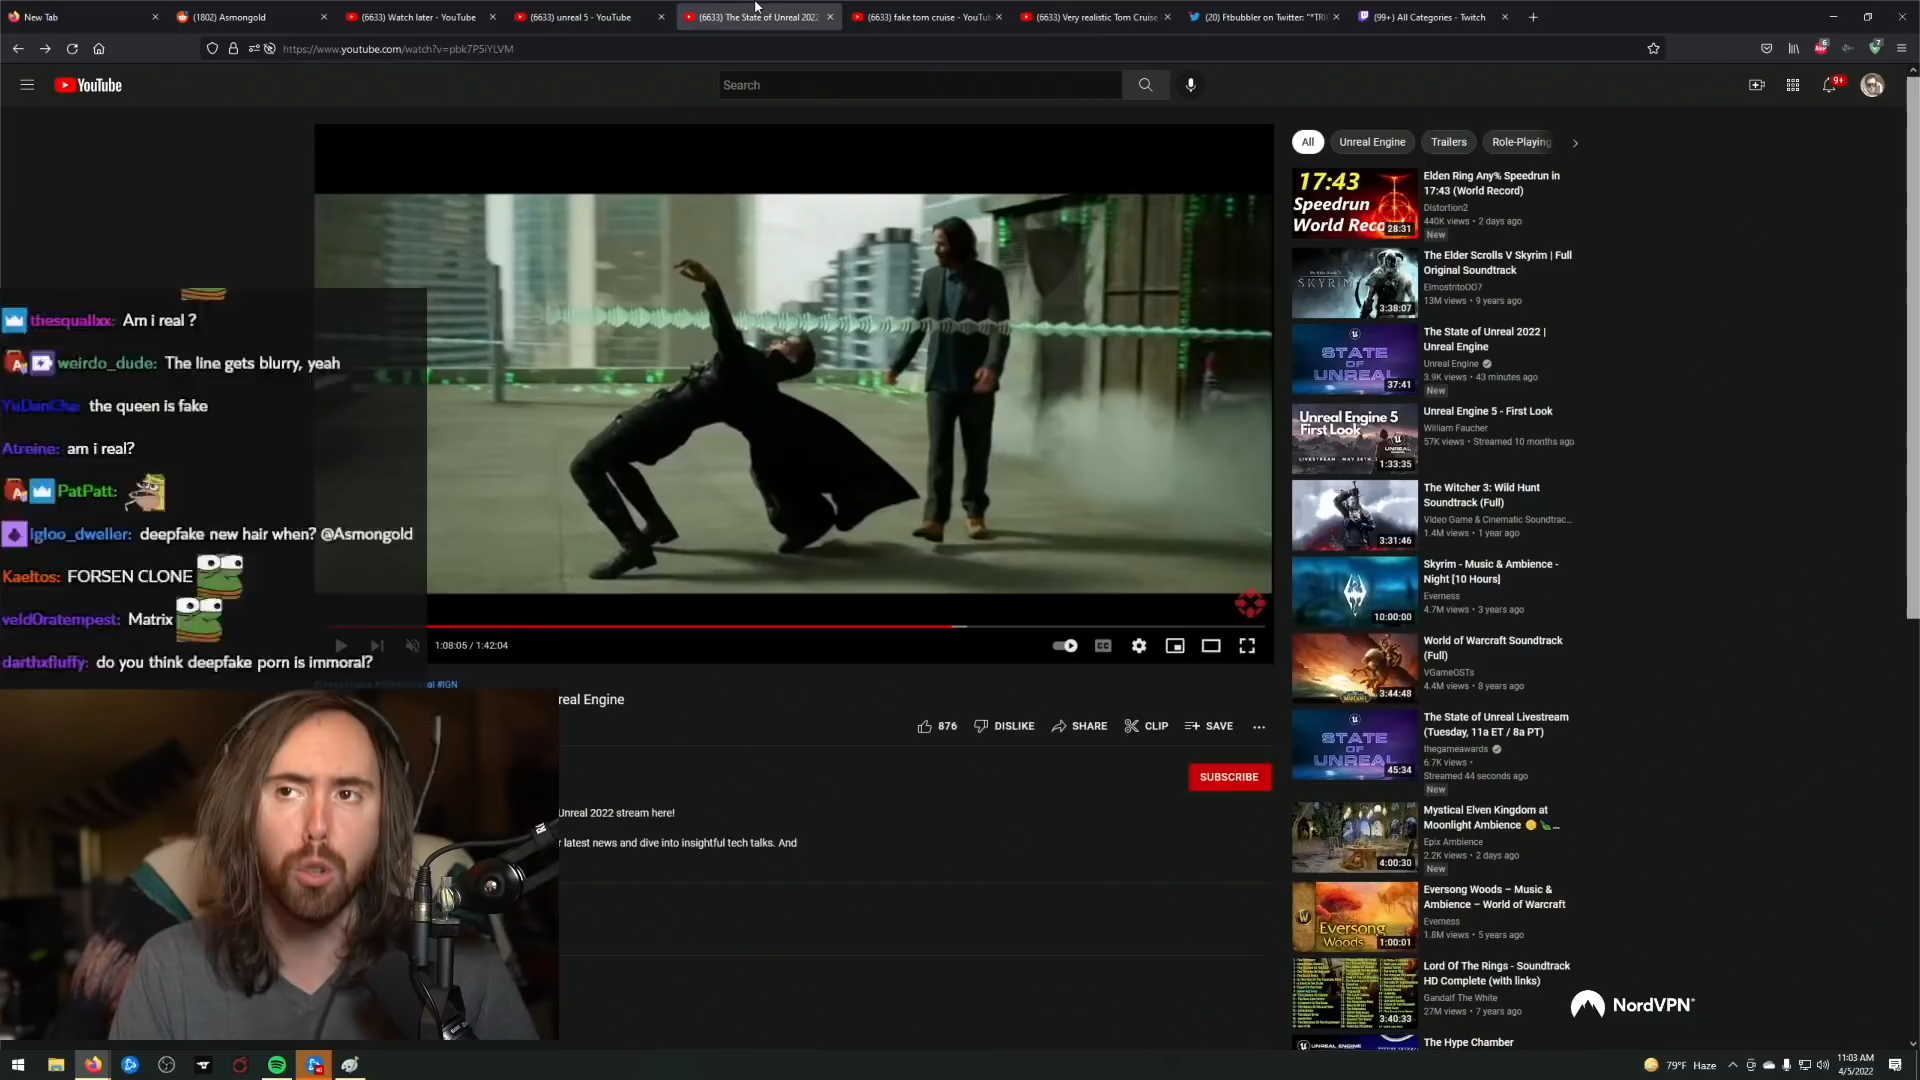 New Tab
(1802) Asmongold
(6633) Watch later - YouTube
(6633) unreal 5 - YouTube
(6633) The State of Unreal 2022
(6633) fake tom cruise - YouTub
(6633) Very realistic Tom Cruise
(20) Ftbubbler on Twitter: "*TRI
(99+) All Categories - Twitch
https://www.youtube.com/watch?v=pbk7P5iYLVM
6
7
YouTube
Search
9+
All
Unreal Engine
Trailers
Role-Playing
thesquallxx: Am i real ?
weirdo_dude: The line gets blurry, yeah
YuDanChia: the queen is fake
Atreine: am i real?
PatPatt:
Igloo_dweller: deepfake new hair when? @Asmongold
Kaeltos: FORSEN CLONE
veld0ratempest: Matrix
darthxfluffy: do you think deepfake porn is immoral?
1:08:05 / 1:42:04
#IGN
real Engine
876
DISLIKE
SHARE
CLIP
SAVE
SUBSCRIBE
Unreal 2022 stream here!
latest news and dive into insightful tech talks. And
17:43
Speedrun
World Reco
28:31
Elden Ring Any% Speedrun in
17:43 (World Record)
Distortion2
440K views • 2 days ago
New
SKYRIM
3:38:07
The Elder Scrolls V Skyrim | Full
Original Soundtrack
ElmostritoOO7
13M views • 9 years ago
STATE
OF
UNREAL
37:41
The State of Unreal 2022 |
Unreal Engine
Unreal Engine
3.9K views • 43 minutes ago
New
Unreal Engine 5
First Look
1:33:35
Unreal Engine 5 - First Look
William Faucher
57K views • Streamed 10 months ago
3:31:46
The Witcher 3: Wild Hunt
Soundtrack (Full)
Video Game & Cinematic Soundtrac...
1.4M views • 1 year ago
10:00:00
Skyrim - Music & Ambience -
Night [10 Hours]
Everness
4.7M views • 3 years ago
3:44:48
World of Warcraft Soundtrack
(Full)
VGameOSTs
4.4M views • 8 years ago
STATE
OF
UNREAL
45:34
The State of Unreal Livestream
(Tuesday, 11a ET / 8a PT)
thegameawards
6.7K views •
Streamed 44 seconds ago
New
4:00:30
Mystical Elven Kingdom at
Moonlight Ambience
Epix Ambience
2.2K views • 2 days ago
New
Eversong
Woods
1:00:01
Eversong Woods – Music &
Ambience – World of Warcraft
Everness
1.8M views • 5 years ago
3:40:33
Lord Of The Rings - Soundtrack
HD Complete (with links)
Gandalf The White
27M views • 7 years ago
NordVPN
UNREAL ENGINE
The Hype Chamber
79°F Haze
11:03 AM
4/5/2022